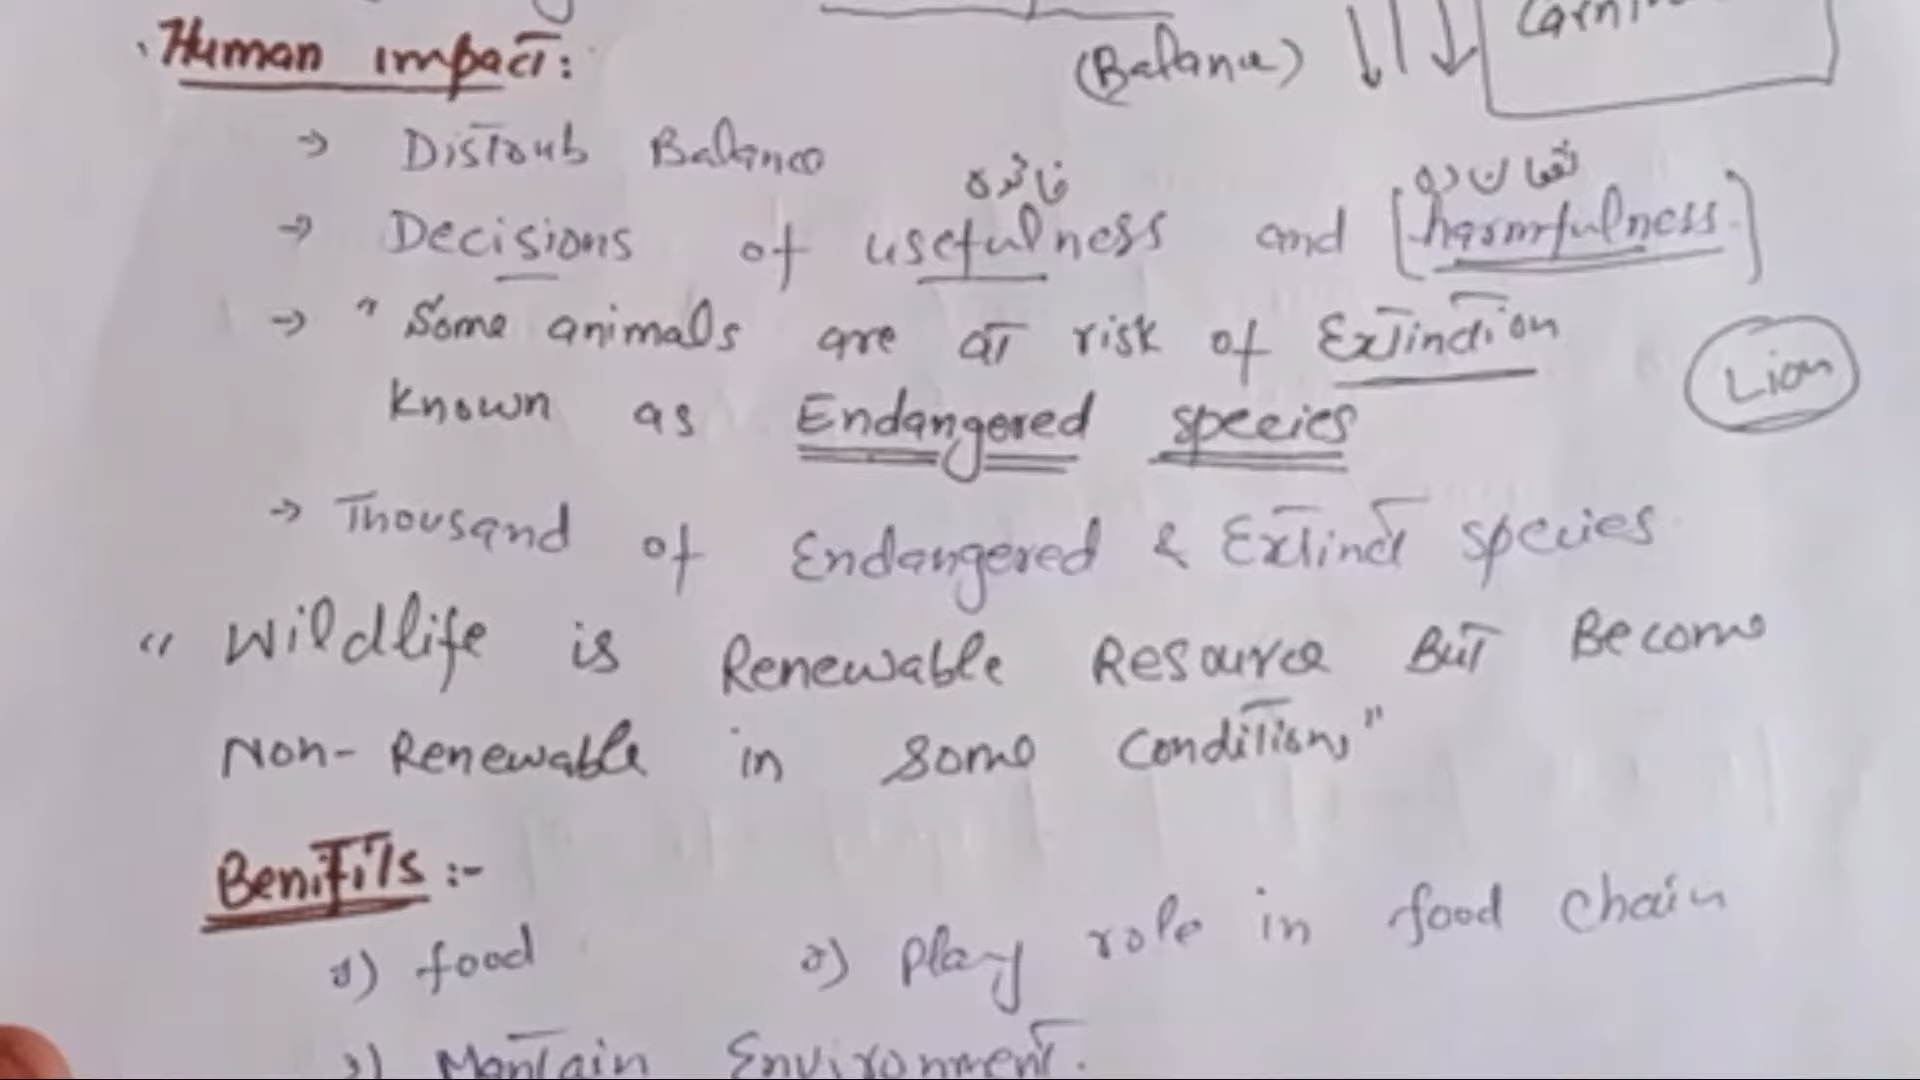 Human impact:
(Balance)
→ Distoub Balance
فائدہ
نقصان دہ
→ Decisions of usefulness and [harmfulness]
→ "Some animals are at risk of Extinction
Lion
Known as Endangered species
→ Thousand of Endangered & Extinct species
"Wildlife is Renewable Resource But Become
Non-Renewable in some conditions"
Benifits :-
1) food 2) Play role in food chain
3) Mantain Environment.